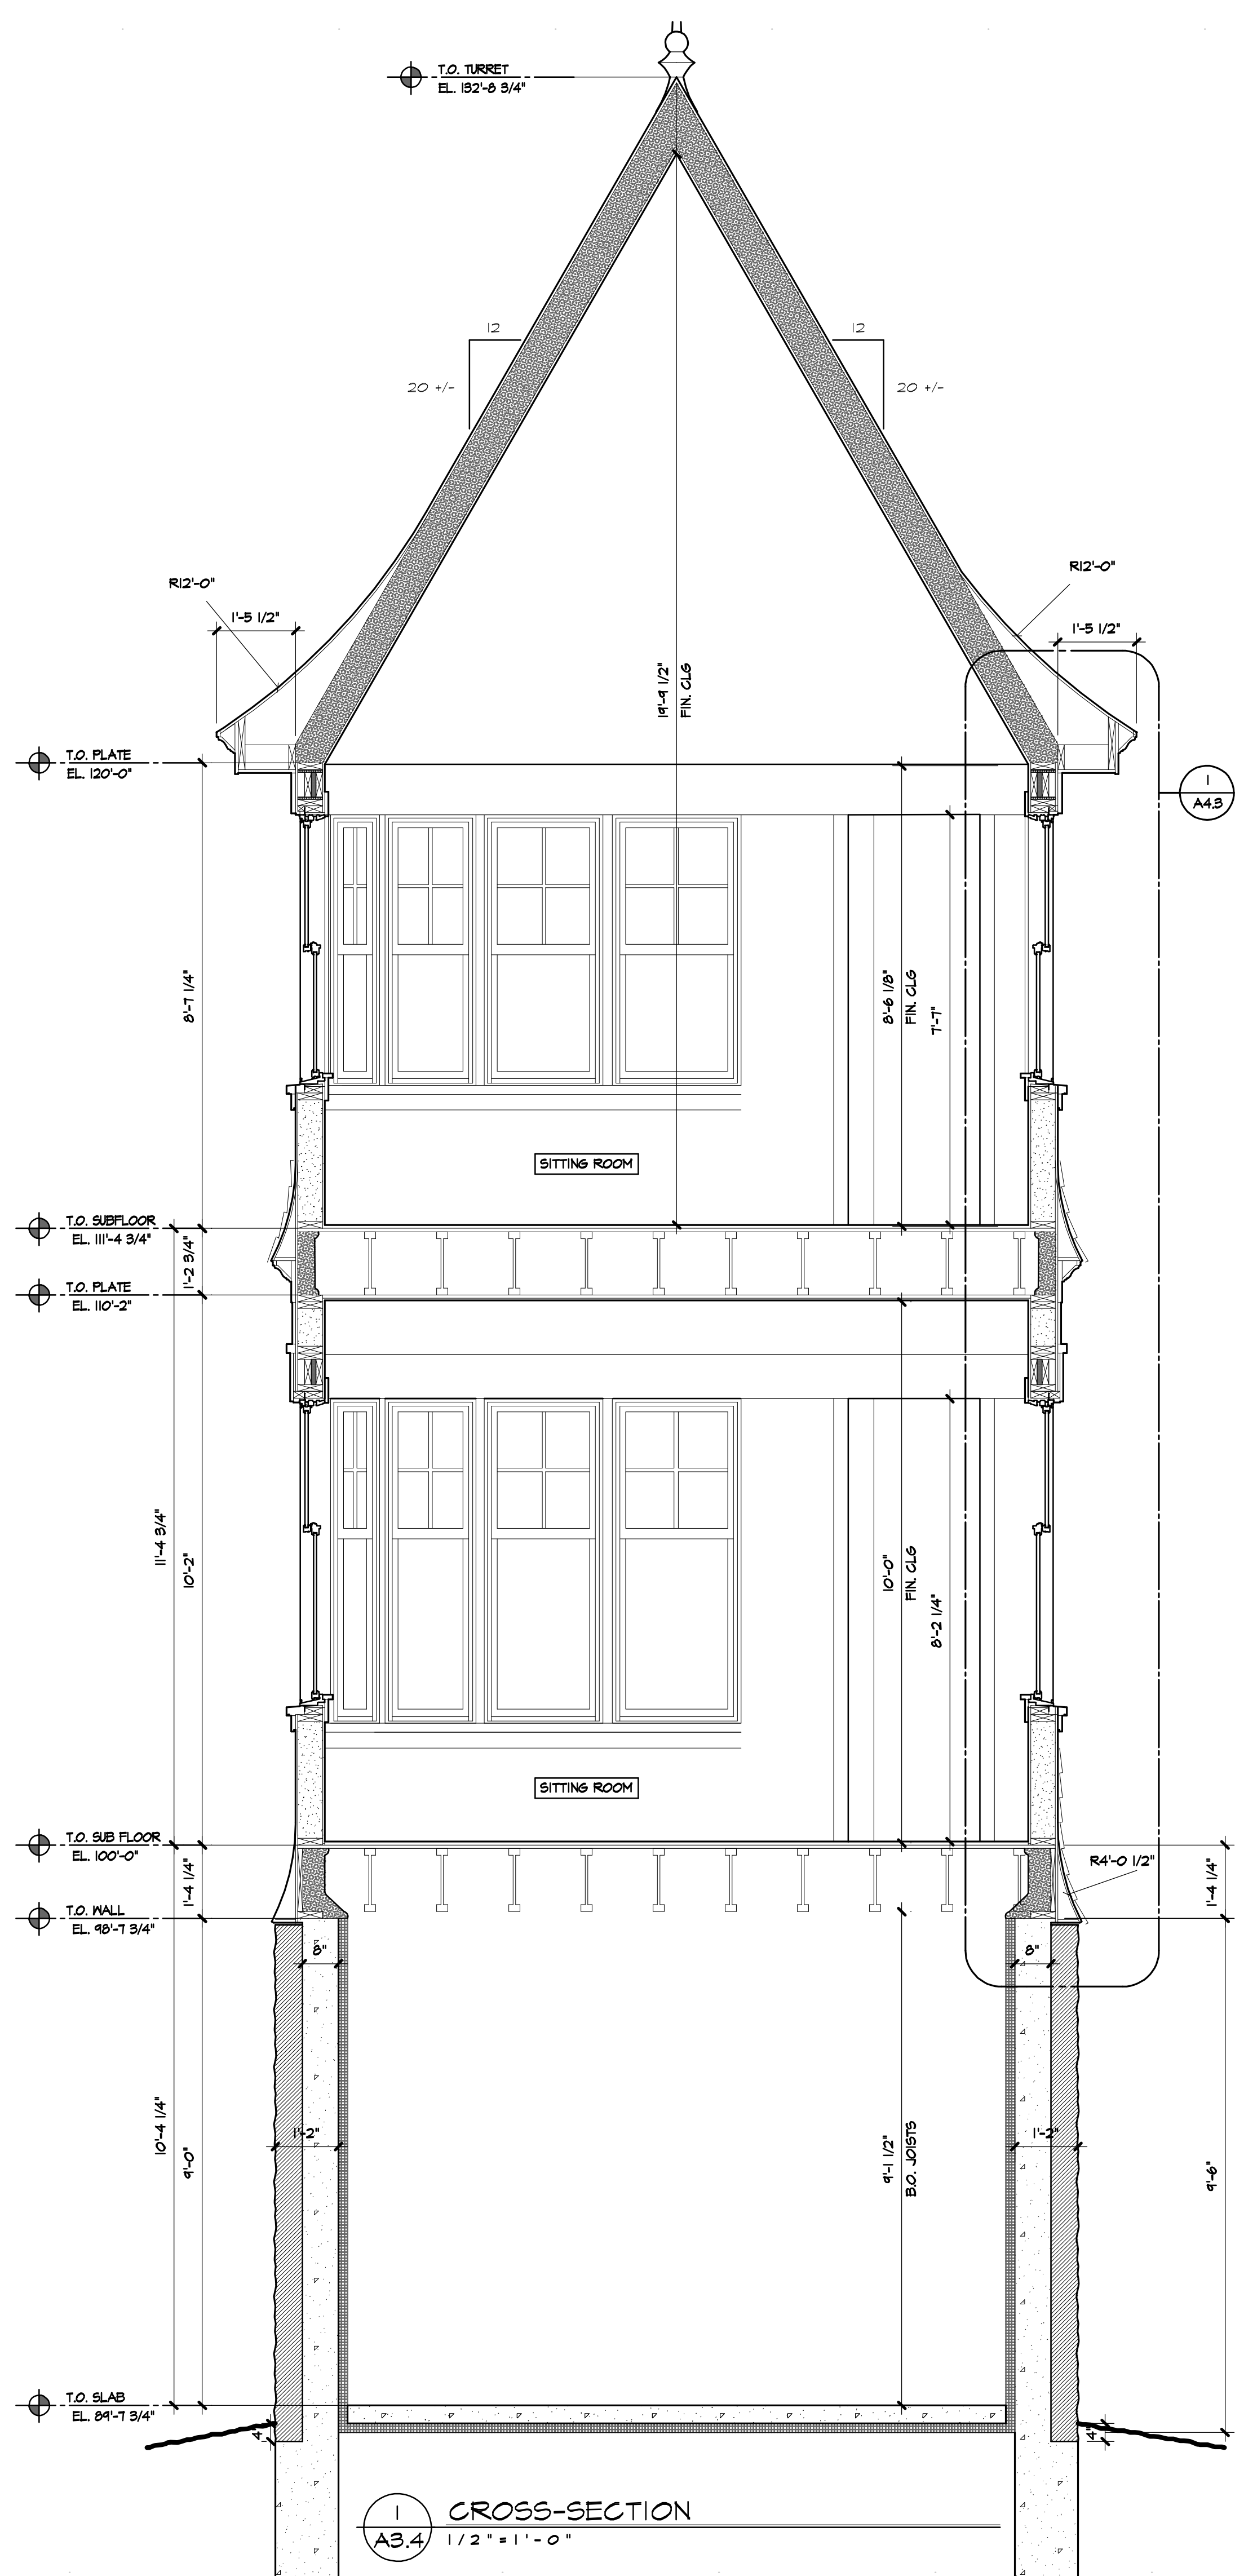 T.O. TURRET
EL. 132'-8 3/4"
12
12
20 +/-
20 +/-
R12'-0"
R12'-0"
1'-5 1/2"
1'-5 1/2"
19'-9 1/2"
FIN. CLG
T.O. PLATE
EL. 120'-0"
1
A4.3
8'-7 1/4"
8'-6 1/8"
FIN. CLG
7'-7"
SITTING ROOM
T.O. SUBFLOOR
EL. 111'-4 3/4"
1'-2 3/4"
T.O. PLATE
EL. 110'-2"
11'-4 3/4"
10'-2"
10'-0"
FIN. CLG
8'-2 1/4"
SITTING ROOM
T.O. SUB FLOOR
EL. 100'-0"
R4'-0 1/2"
1'-4 1/4"
1'-4 1/4"
T.O. WALL
EL. 98'-7 3/4"
8"
8"
10'-4 1/4"
9'-0"
1'-2"
9'-1 1/2"
B.O. JOISTS
1'-2"
9'-6"
T.O. SLAB
EL. 89'-7 3/4"
4"
4"
1
A3.4
CROSS-SECTION
1/2"=1'-0"